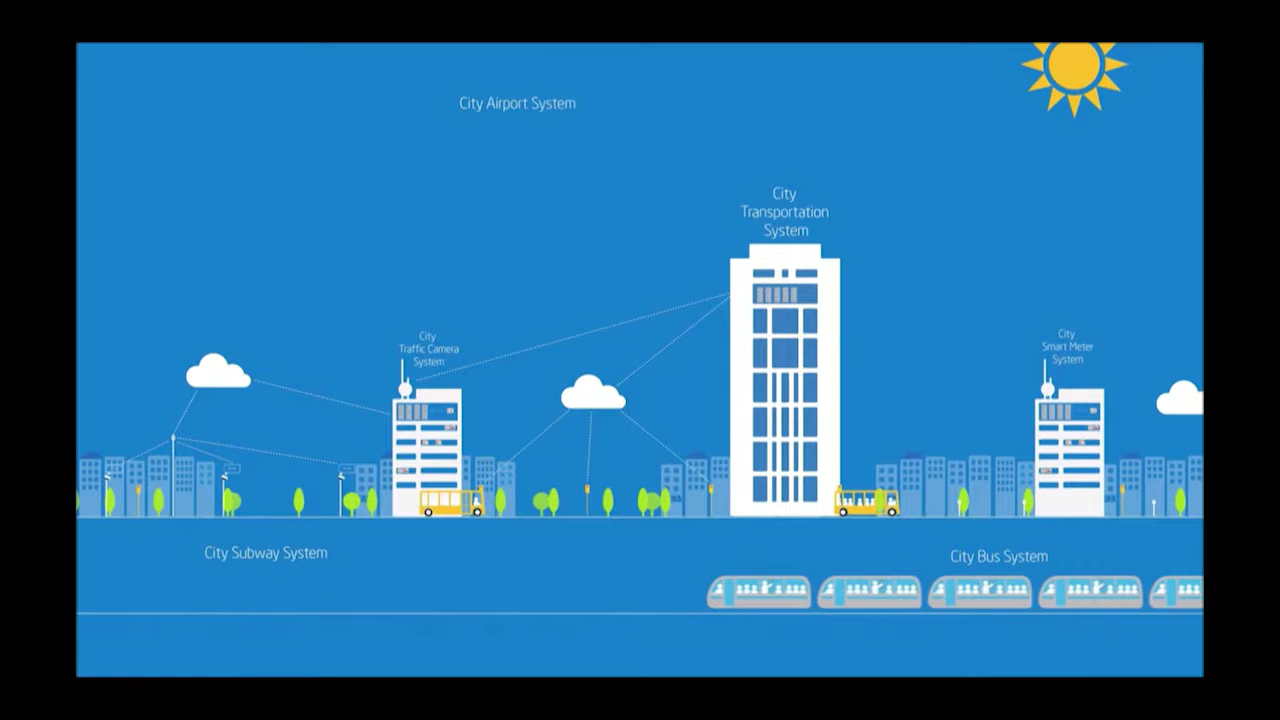 City Airport System
City
Transportation
System
City
Traffic Camera
System
City
Smart Meter
System
City Subway System
City Bus System